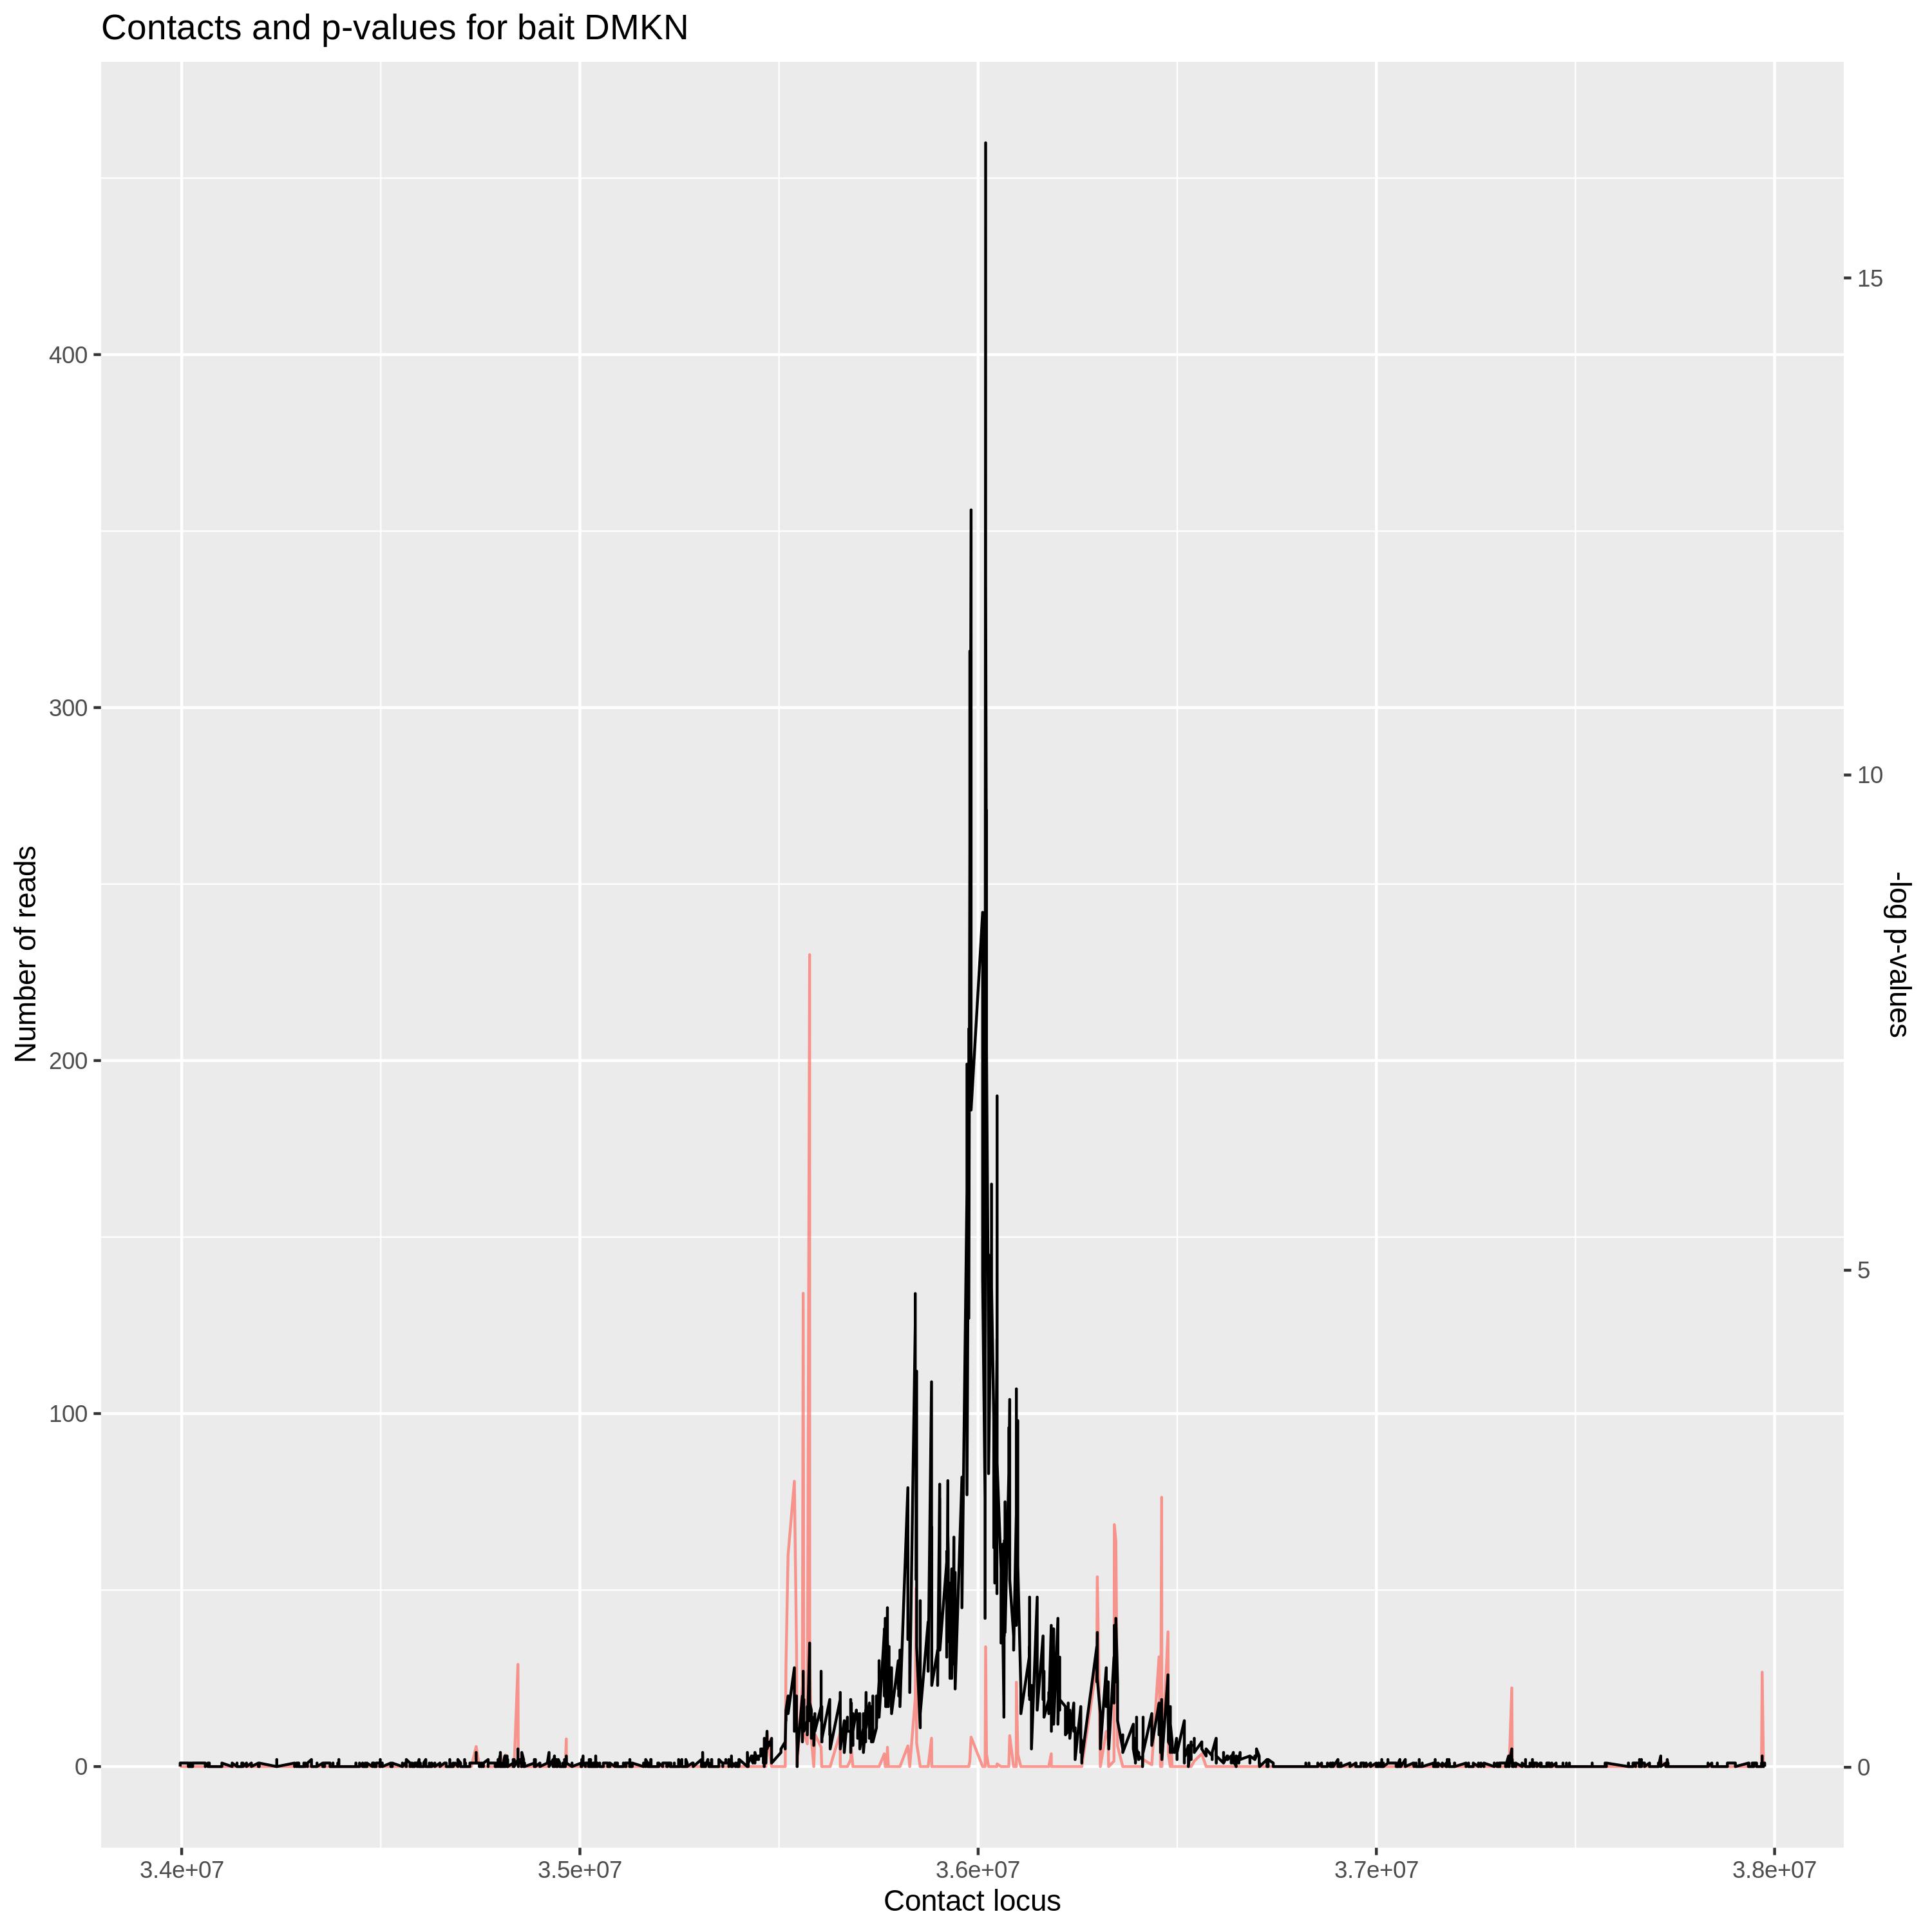 Contacts and p-values for bait DMKN
Number of reads
400
300
200
100
0
15
10
5
0
-log p-values
3.4e+07
3.5e+07
3.6e+07
3.7e+07
3.8e+07
Contact locus